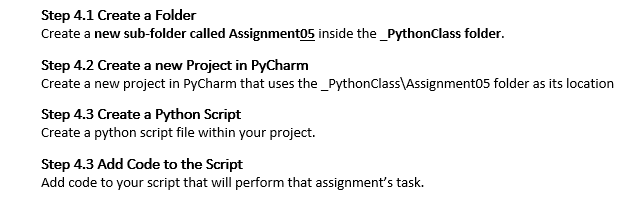 Step 4.1 Create a Folder
Create a new sub-folder called Assignment05 inside the _PythonClass folder.
Step 4.2 Create a new Project in PyCharm
Create a new project in PyCharm that uses the _PythonClass\Assignment05 folder as its location
Step 4.3 Create a Python Script
Create a python script file within your project.
Step 4.3 Add Code to the Script
Add code to your script that will perform that assignment's task.